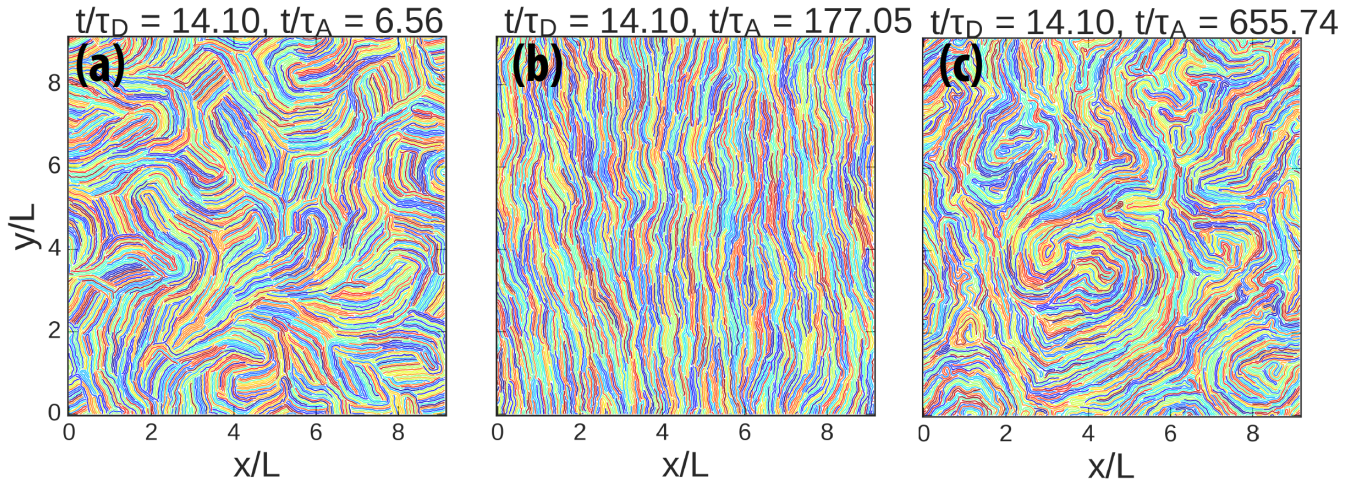 t/τD = 14.10, t/τA = 6.56 t/τD = 14.10, t/τA = 177.05 t/τD = 14.10, t/τA = 655.74
(a) (b) (c)
8
6
4
2
0
y/L
0 2 4 6 8 0 2 4 6 8 0 2 4 6 8
x/L x/L x/L